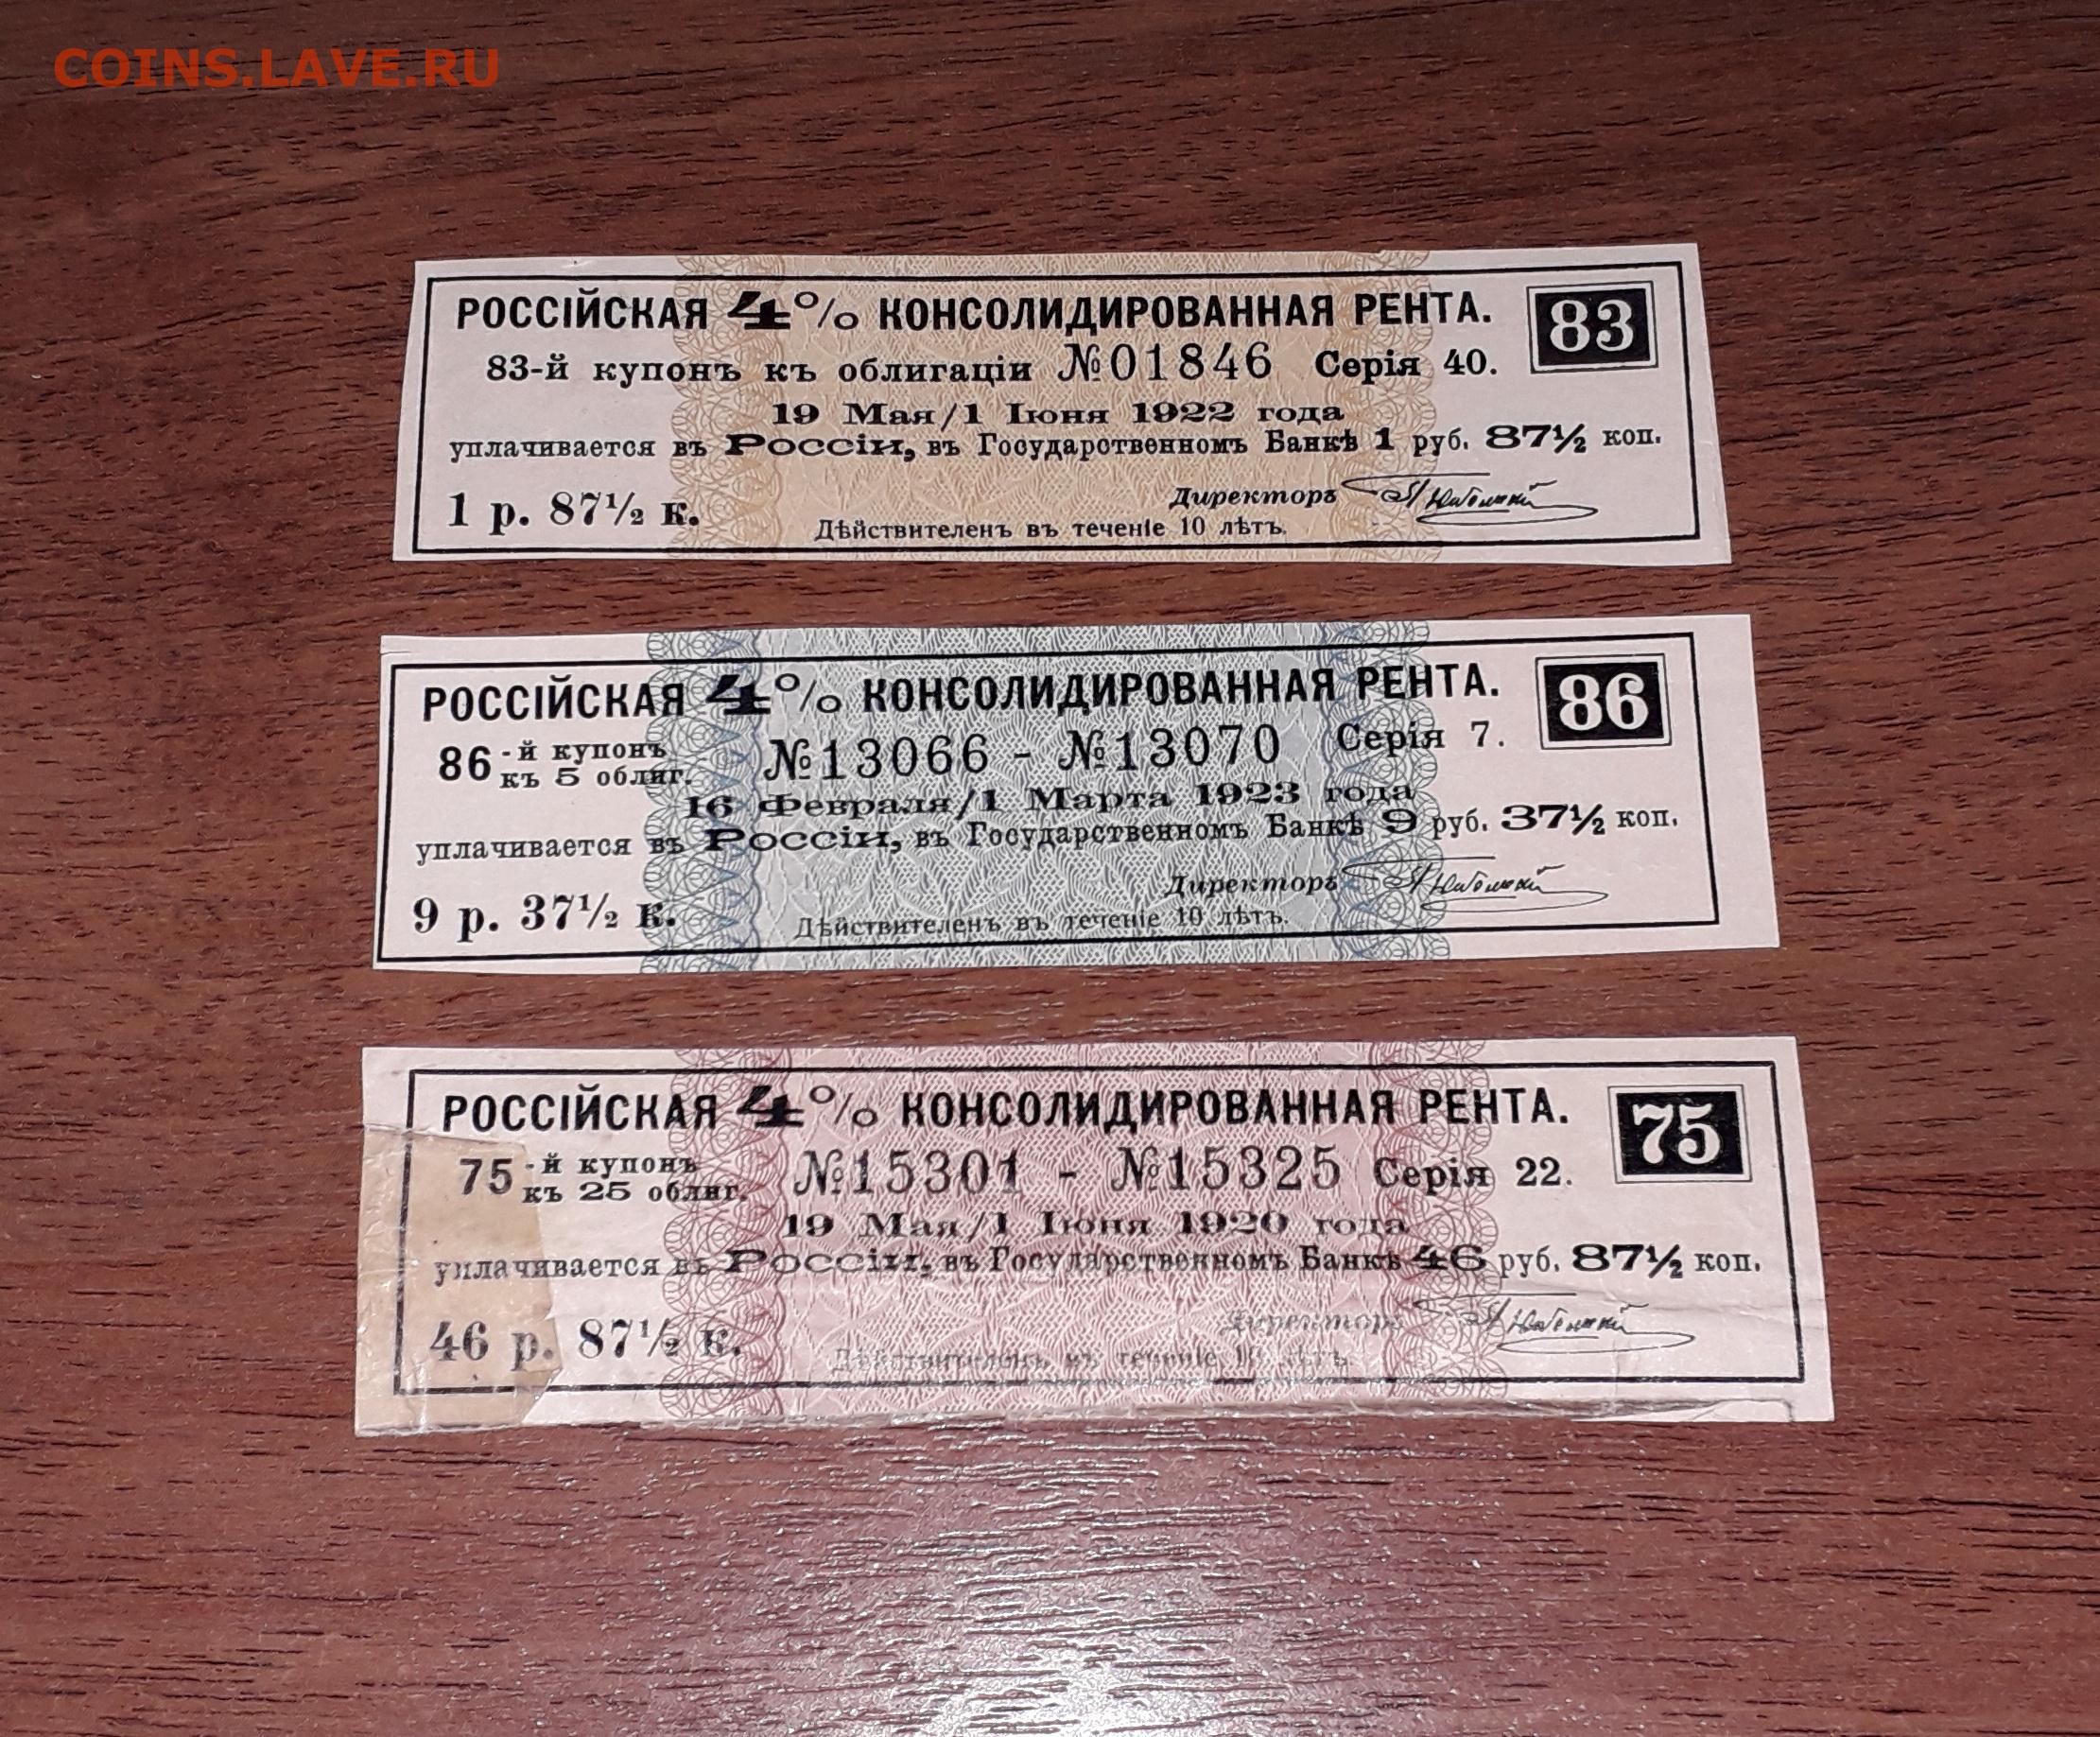 COINS.LAVE.RU
РОССІЙСКАЯ 4% КОНСОЛИДИРОВАННАЯ РЕНТА. 83
83-й купонъ къ облигаціи №01846 Серія 40.
19 Мая/1 Іюня 1922 года
уплачивается въ Россіи, въ Государственномъ Банкѣ 1 руб. 87½ коп.
Директоръ
1 р. 87½ к.
Дѣйствителенъ въ теченіе 10 лѣтъ.
РОССІЙСКАЯ 4% КОНСОЛИДИРОВАННАЯ РЕНТА. 86
86-й купонъ къ 5 облиг. №13066 - №13070 Серія 7.
16 Февраля/1 Марта 1923 года
уплачивается въ Россіи, въ Государственномъ Банкѣ 9 руб. 37½ коп.
Директоръ
9 р. 37½ к.
Дѣйствителенъ въ теченіе 10 лѣтъ.
РОССІЙСКАЯ 4% КОНСОЛИДИРОВАННАЯ РЕНТА. 75
75-й купонъ къ 25 облиг. №15301 - №15325 Серія 22.
19 Мая/1 Іюня 1920 года
уплачивается въ Россіи, въ Государственномъ Банкѣ 46 руб. 87½ коп.
Директоръ
46 р. 87½ к.
Дѣйствителенъ въ теченіе 10 лѣтъ.